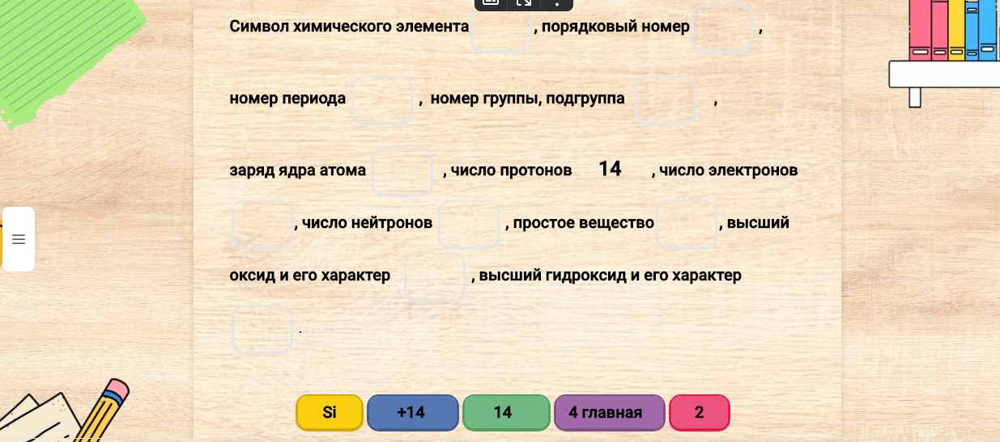 Символ химического элемента , порядковый номер ,
номер периода , номер группы, подгруппа ,
заряд ядра атома , число протонов 14 , число электронов
, число нейтронов , простое вещество , высший
оксид и его характер , высший гидроксид и его характер
.
Si +14 14 4 главная 2